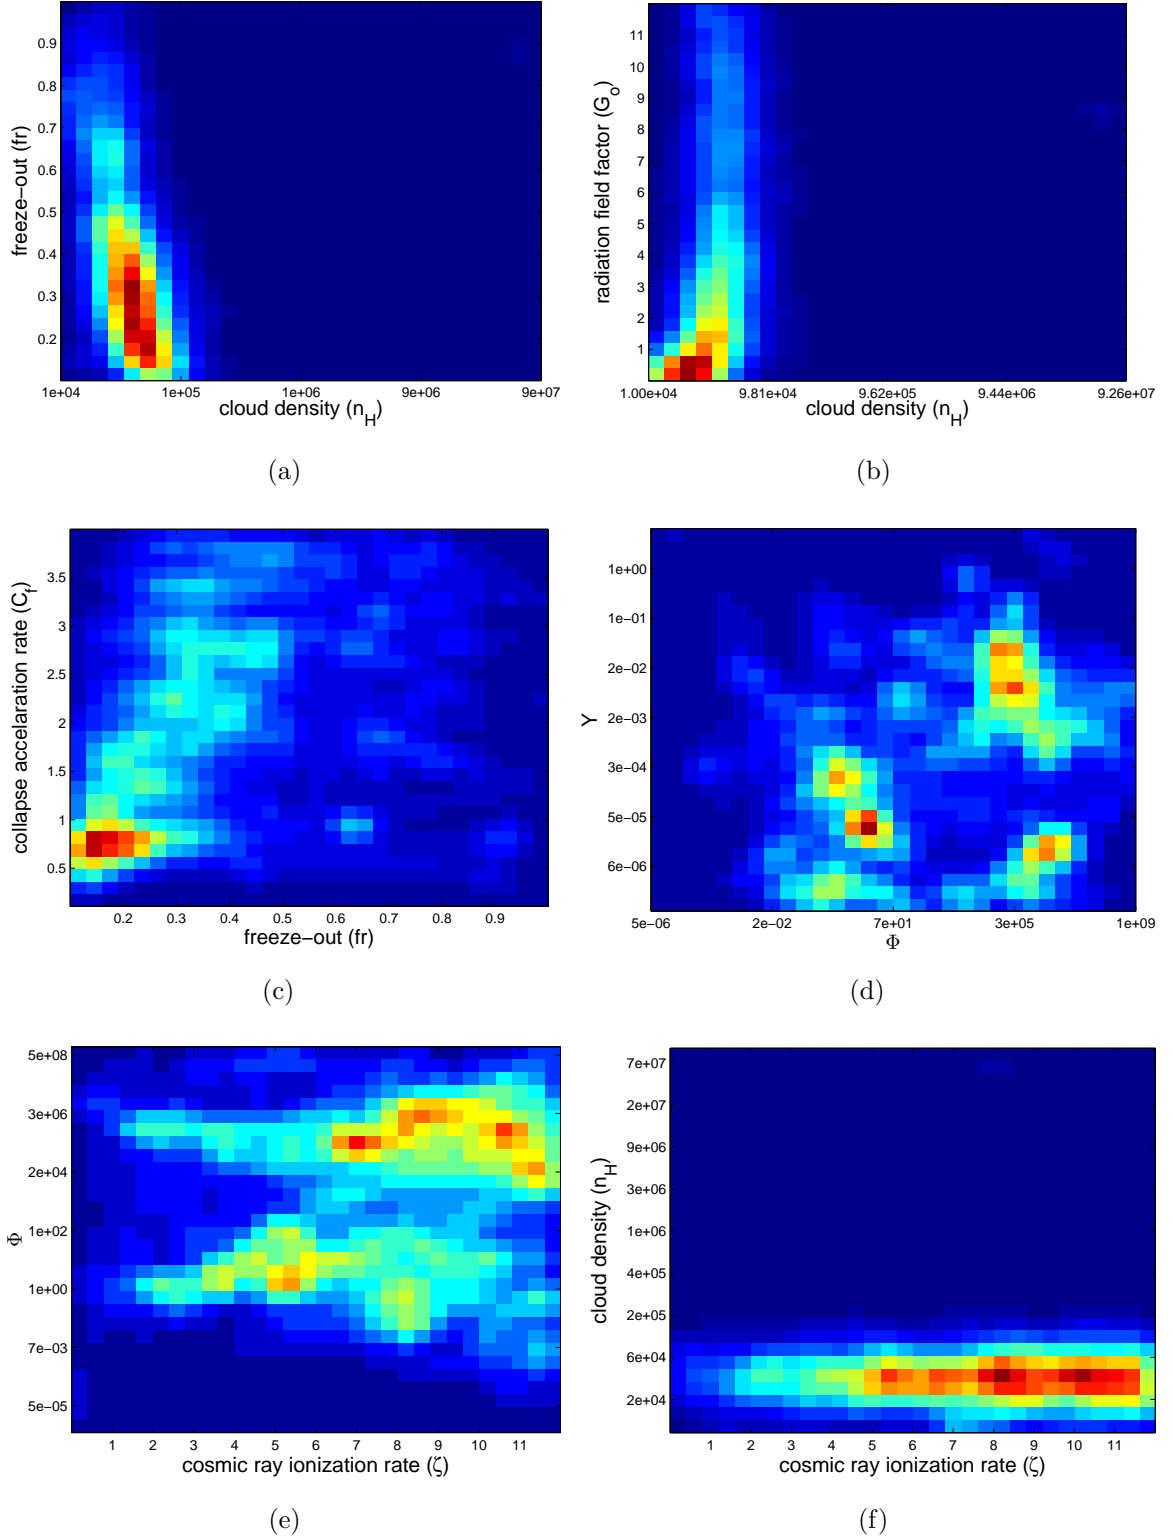 0.9
0.8
0.7
0.6
0.5
0.4
0.3
0.2
freeze−out (fr)
1e+04 1e+05 1e+06 9e+06 9e+07
cloud density (n_H)
(a)
11
10
9
8
7
6
5
4
3
2
1
radiation field factor (G_o)
1.00e+04 9.81e+04 9.62e+05 9.44e+06 9.26e+07
cloud density (n_H)
(b)
3.5
3
2.5
2
1.5
1
0.5
collapse accelaration rate (C_f)
0.2 0.3 0.4 0.5 0.6 0.7 0.8 0.9
freeze−out (fr)
(c)
1e+00
1e−01
2e−02
2e−03
3e−04
5e−05
6e−06
Y
5e−06 2e−02 7e+01 3e+05 1e+09
Φ
(d)
5e+08
3e+06
2e+04
1e+02
1e+00
7e−03
5e−05
Φ
1 2 3 4 5 6 7 8 9 10 11
cosmic ray ionization rate (ζ)
(e)
7e+07
2e+07
9e+06
3e+06
1e+06
4e+05
2e+05
6e+04
2e+04
cloud density (n_H)
1 2 3 4 5 6 7 8 9 10 11
cosmic ray ionization rate (ζ)
(f)